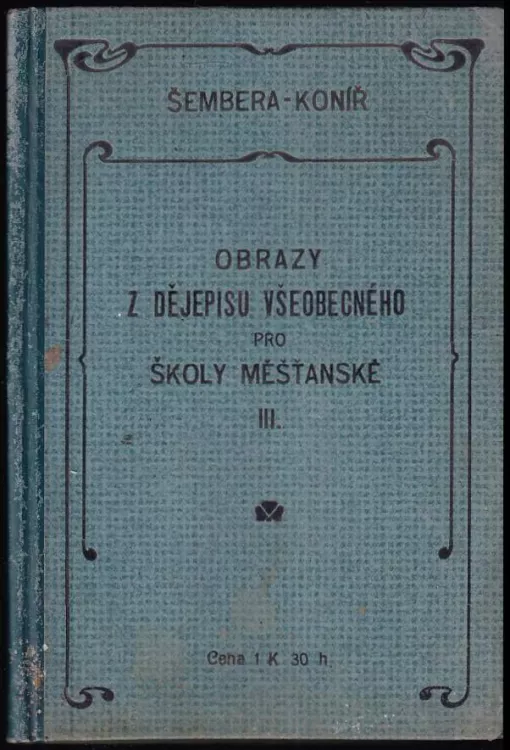 ŠEMBERA-KONÍŘ
OBRAZY
Z DĚJEPISU VŠEOBECNÉHO
PRO
ŠKOLY MĚŠŤANSKÉ
III.
Cena 1 K 30 h.